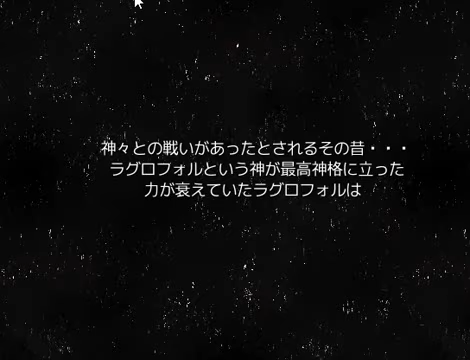 神々との戦いがあったとされるその昔・・・
ラグロフォルという神が最高神格に立った
力が衰えていたラグロフォルは